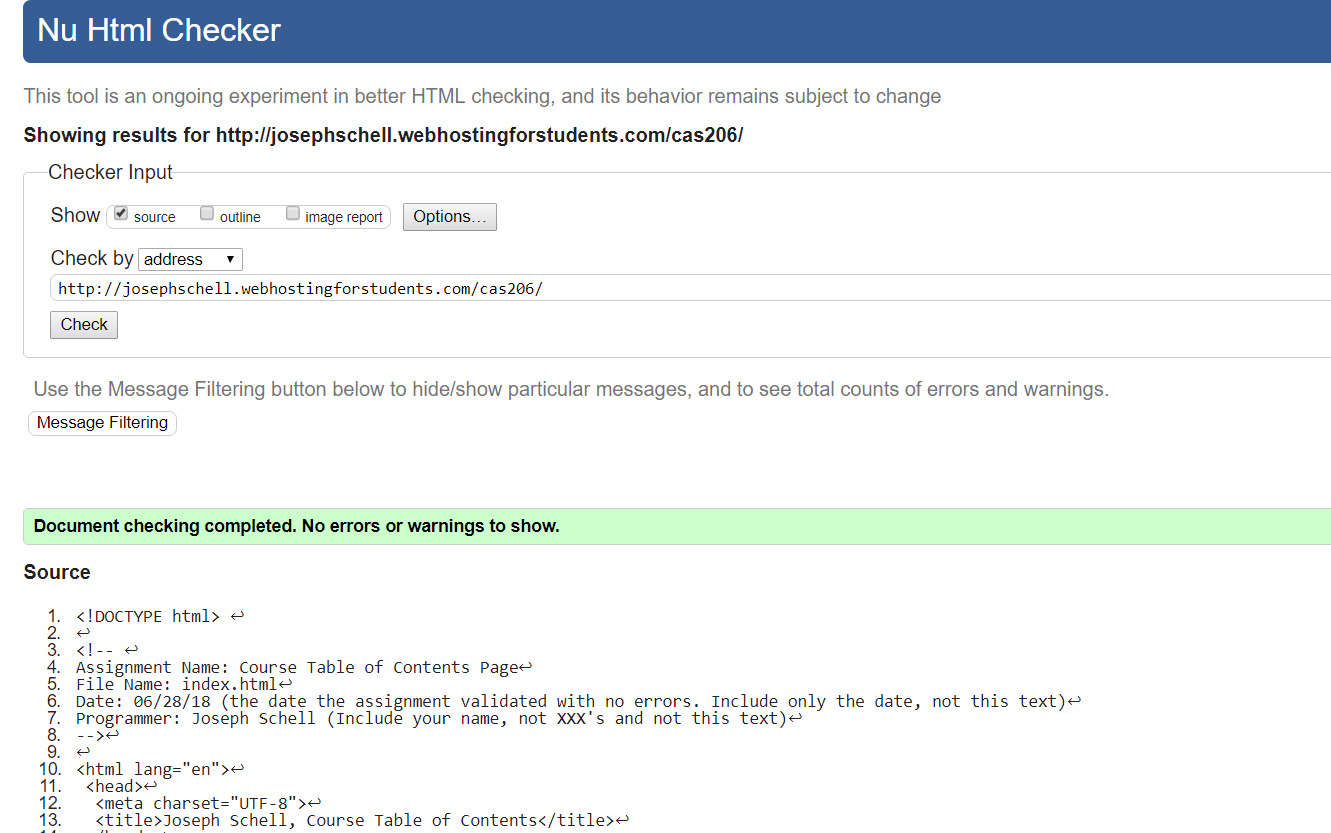 Nu Html Checker
This tool is an ongoing experiment in better HTML checking, and its behavior remains subject to change
Showing results for http://josephschell.webhostingforstudents.com/cas206/
Checker Input
Show source outline image report Options...
Check by address
http://josephschell.webhostingforstudents.com/cas206/
Check
Use the Message Filtering button below to hide/show particular messages, and to see total counts of errors and warnings.
Message Filtering
Document checking completed. No errors or warnings to show.
Source
1. <!DOCTYPE html> ↩
2. ↩
3. <!-- ↩
4. Assignment Name: Course Table of Contents Page↩
5. File Name: index.html↩
6. Date: 06/28/18 (the date the assignment validated with no errors. Include only the date, not this text)↩
7. Programmer: Joseph Schell (Include your name, not XXX's and not this text)↩
8. -->↩
9. ↩
10. <html lang="en">↩
11. <head>↩
12. <meta charset="UTF-8">↩
13. <title>Joseph Schell, Course Table of Contents</title>↩